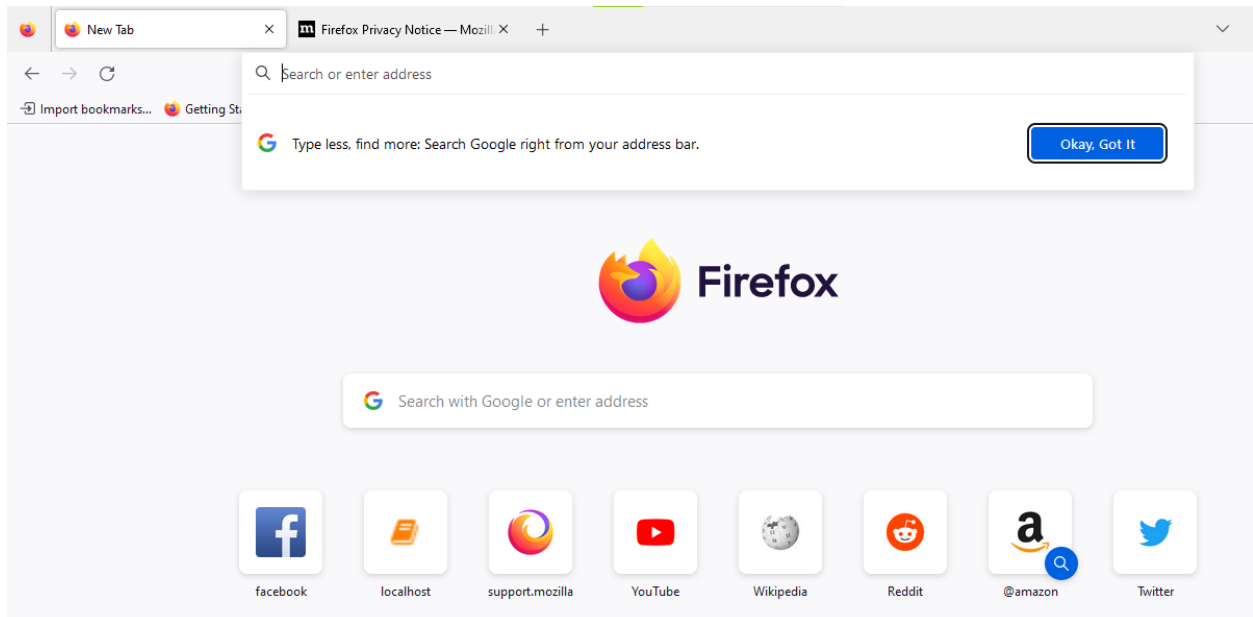 New Tab
Firefox Privacy Notice — Mozill
Search or enter address
Import bookmarks...
Getting Sta
Type less, find more: Search Google right from your address bar.
Okay, Got It
Firefox
Search with Google or enter address
facebook
localhost
support.mozilla
YouTube
Wikipedia
Reddit
@amazon
Twitter